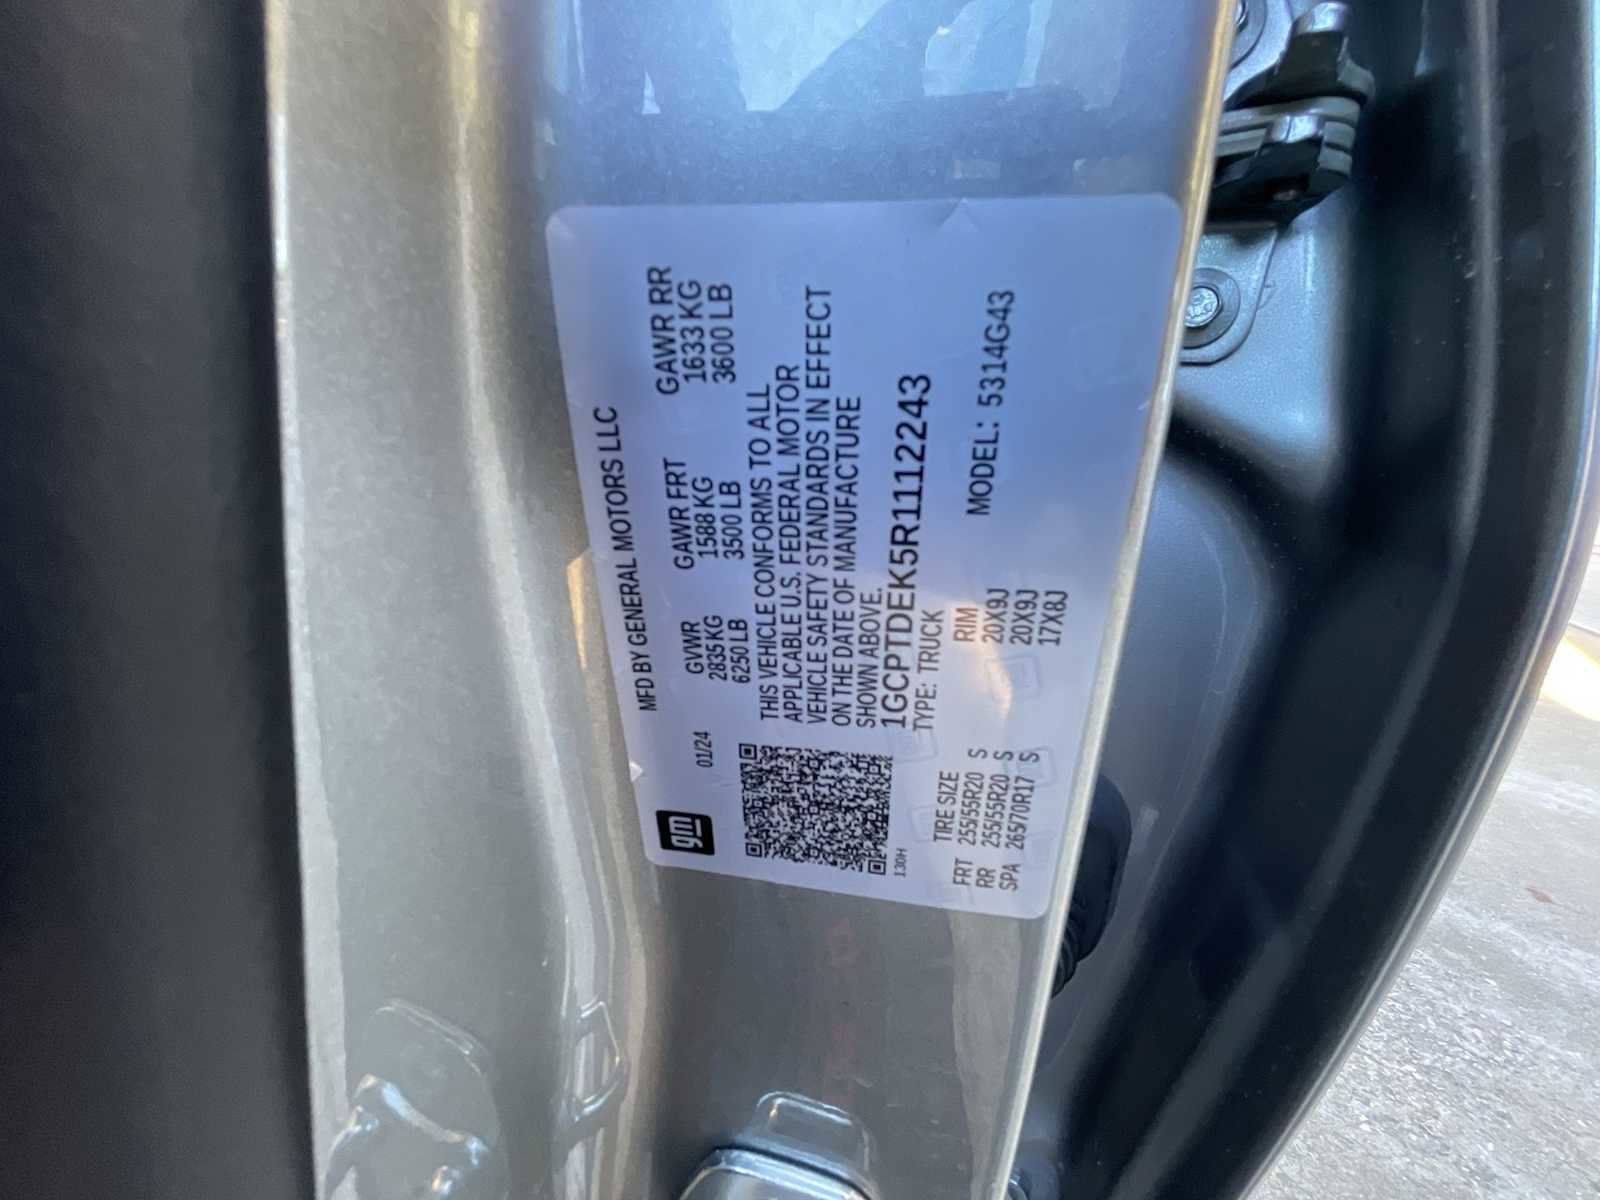 MFD BY GENERAL MOTORS LLC
gm
01/24
GVWR GAWR FRT GAWR RR
2835 KG 1588 KG 1633 KG
6250 LB 3500 LB 3600 LB
THIS VEHICLE CONFORMS TO ALL
APPLICABLE U.S. FEDERAL MOTOR
VEHICLE SAFETY STANDARDS IN EFFECT
ON THE DATE OF MANUFACTURE
SHOWN ABOVE.
1GCPTDEK5R1112243
TYPE: TRUCK MODEL: 5314G43
130H
TIRE SIZE RIM
FRT 255/55R20 S 20X9J
RR 255/55R20 S 20X9J
SPA 265/70R17 S 17X8J